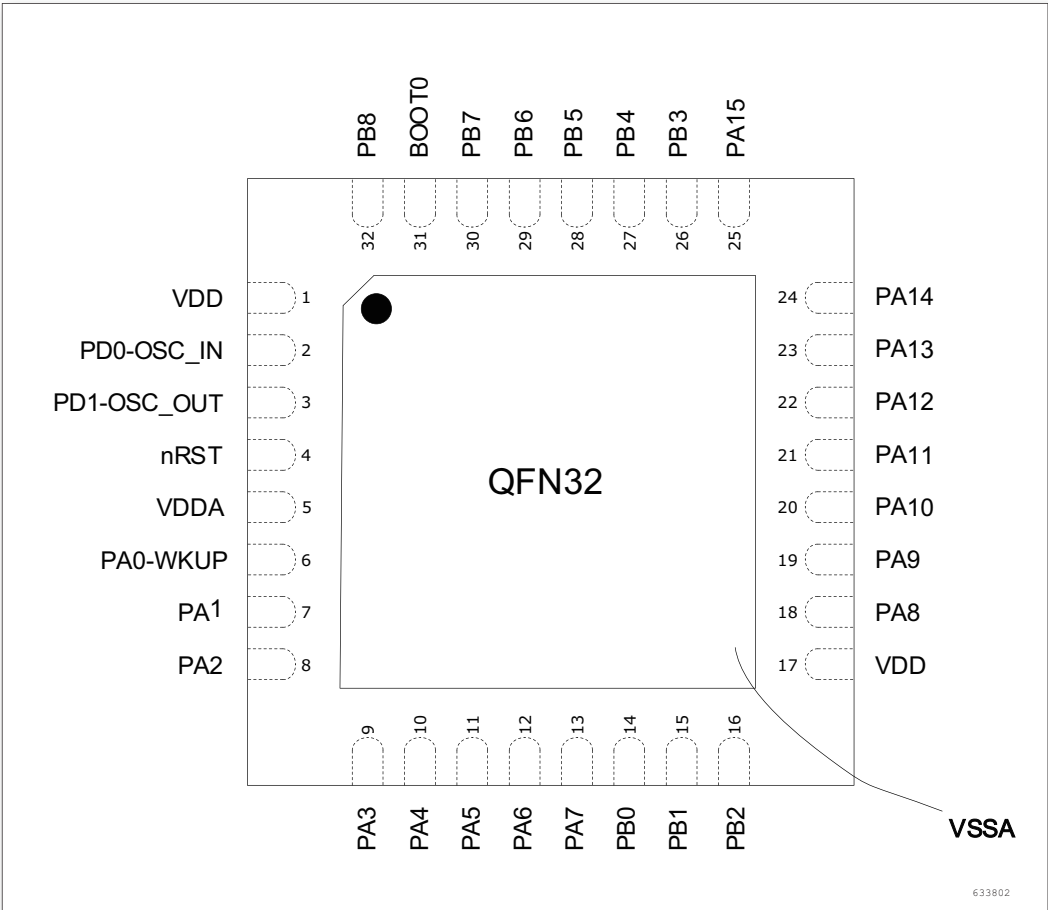 PB8
BOOT0
PB7
PB6
PB5
PB4
PB3
PA15
32
31
30
29
28
27
26
25
VDD 1
PD0-OSC_IN 2
PD1-OSC_OUT 3
nRST 4
VDDA 5
PA0-WKUP 6
PA1 7
PA2 8
QFN32
24 PA14
23 PA13
22 PA12
21 PA11
20 PA10
19 PA9
18 PA8
17 VDD
9
10
11
12
13
14
15
16
PA3
PA4
PA5
PA6
PA7
PB0
PB1
PB2
VSSA
633802